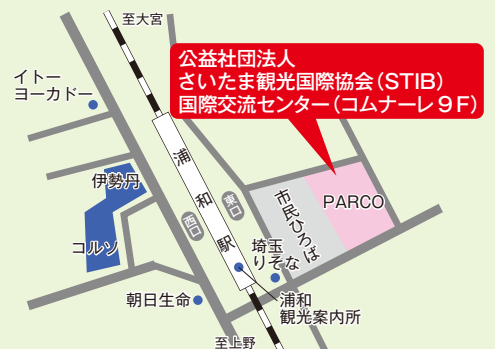 至大宮
公益社団法人
さいたま観光国際協会（STIB）
国際交流センター（コムナーレ９F）
イトー
ヨーカドー
浦和駅
伊勢丹
コルソ
西口
東口
市民ひろば
PARCO
埼玉
りそな
朝日生命
浦和
観光案内所
至上野